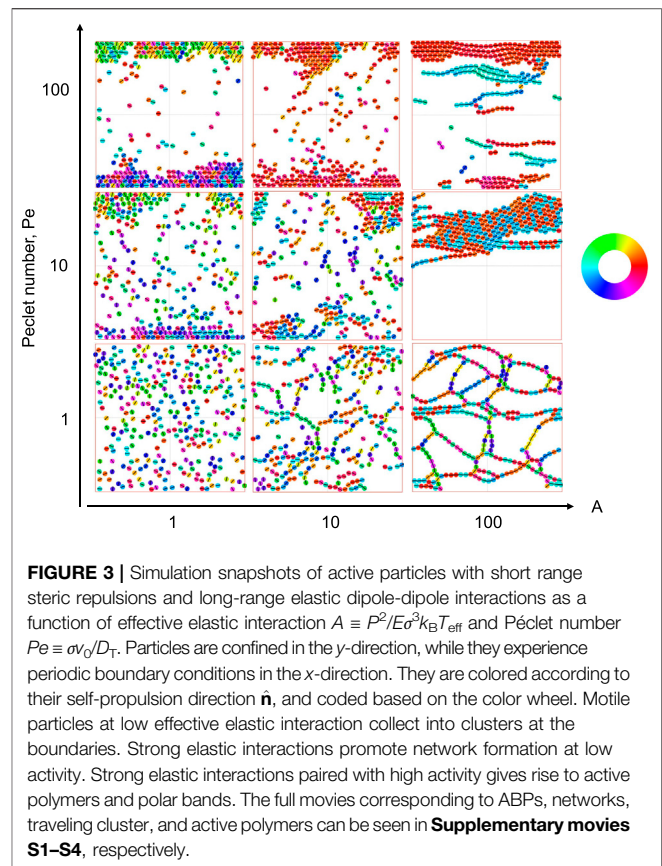 100
Peclet number, Pe
10
1
1
10
100
A
FIGURE 3 | Simulation snapshots of active particles with short range
steric repulsions and long-range elastic dipole-dipole interactions as a
function of effective elastic interaction A ≡ P²/Eσ³k_BT_eff and Péclet number
Pe ≡ σv₀/D_T. Particles are confined in the y-direction, while they experience
periodic boundary conditions in the x-direction. They are colored according to
their self-propulsion direction n̂, and coded based on the color wheel. Motile
particles at low effective elastic interaction collect into clusters at the
boundaries. Strong elastic interactions promote network formation at low
activity. Strong elastic interactions paired with high activity gives rise to active
polymers and polar bands. The full movies corresponding to ABPs, networks,
traveling cluster, and active polymers can be seen in Supplementary movies
S1–S4, respectively.